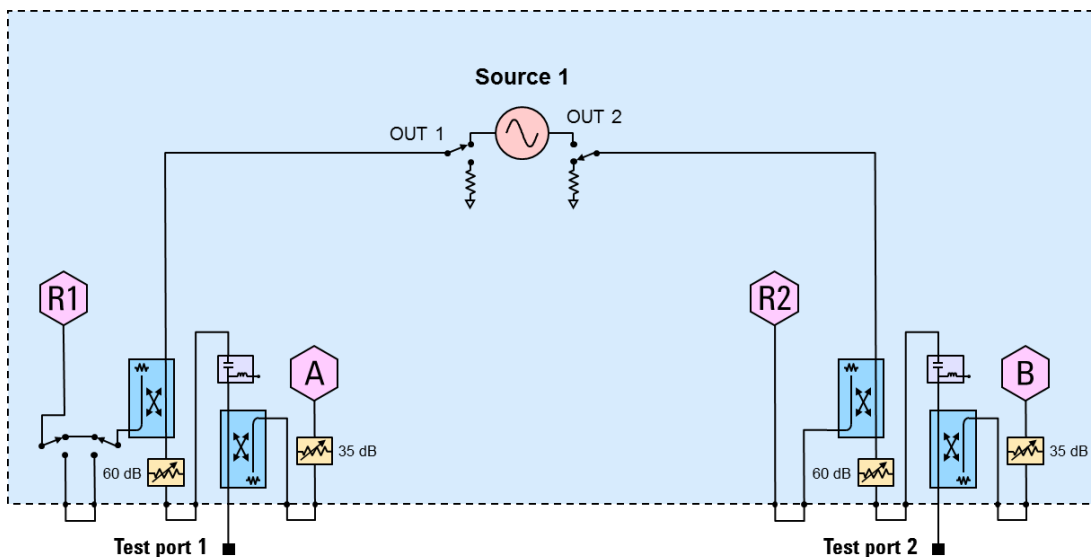 Source 1
OUT 1
OUT 2
R1
R2
A
B
60 dB
35 dB
60 dB
35 dB
Test port 1
Test port 2